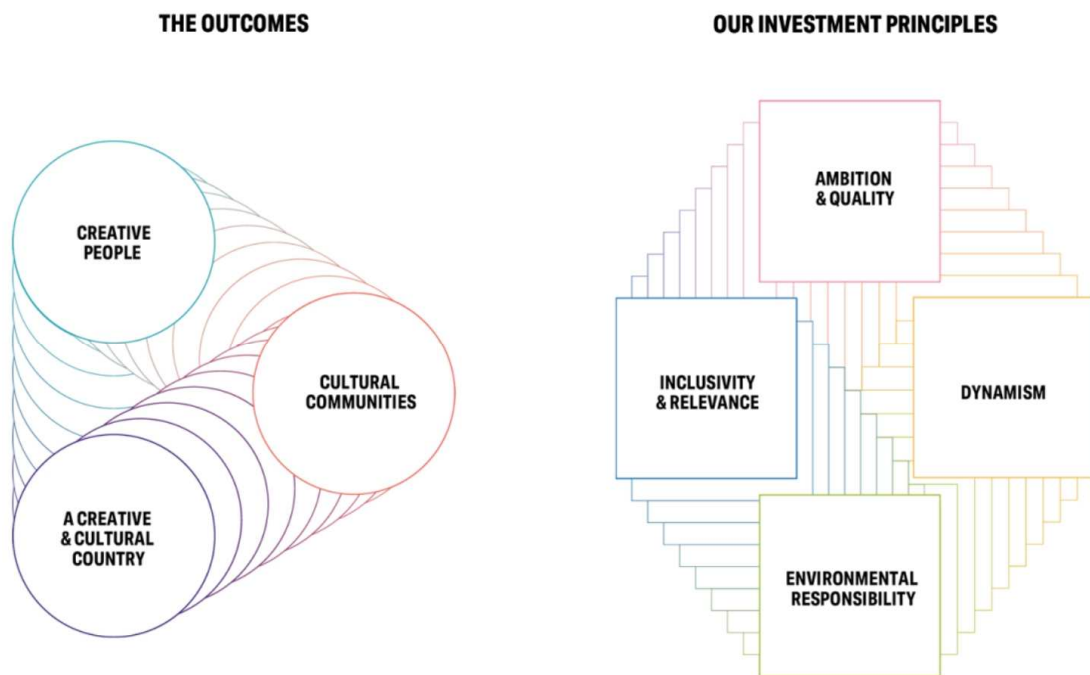 THE OUTCOMES
CREATIVE
PEOPLE
CULTURAL
COMMUNITIES
A CREATIVE
& CULTURAL
COUNTRY
OUR INVESTMENT PRINCIPLES
AMBITION
& QUALITY
INCLUSIVITY
& RELEVANCE
DYNAMISM
ENVIRONMENTAL
RESPONSIBILITY